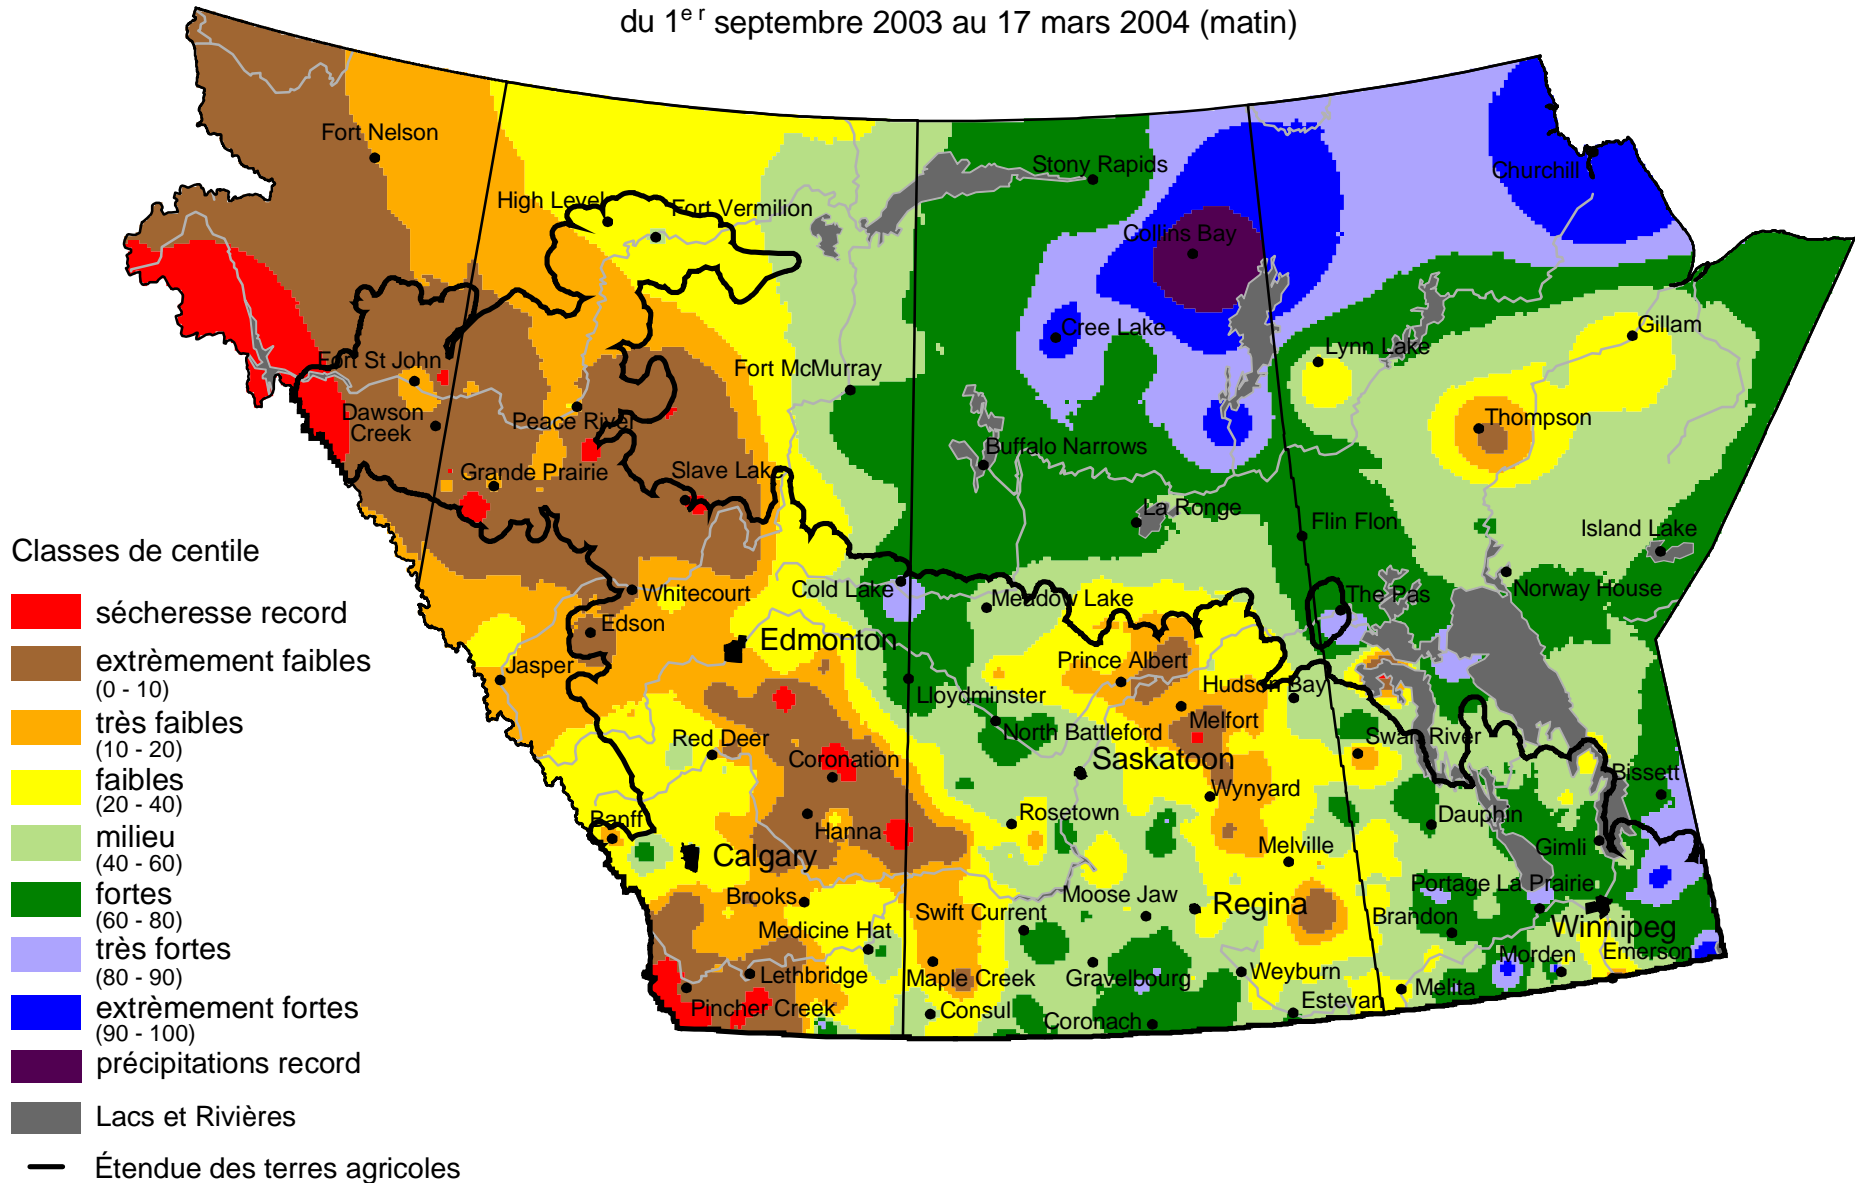 du 1er septembre 2003 au 17 mars 2004 (matin)
Fort Nelson
Churchill
Stony Rapids
High Level
Fort Vermilion
Collins Bay
Cree Lake
Gillam
Lynn Lake
Fort St John
Fort McMurray
Dawson
Creek
Peace River
Thompson
Buffalo Narrows
Grande Prairie
Slave Lake
La Ronge
Flin Flon
Island Lake
Classes de centile
sécheresse record
extrèmement faibles
(0 - 10)
très faibles
(10 - 20)
faibles
(20 - 40)
milieu
(40 - 60)
fortes
(60 - 80)
très fortes
(80 - 90)
extrèmement fortes
(90 - 100)
précipitations record
Lacs et Rivières
Étendue des terres agricoles
Whitecourt
Cold Lake
Meadow Lake
The Pas
Norway House
Edson
Edmonton
Jasper
Prince Albert
Hudson Bay
Lloydminster
Melfort
North Battleford
Red Deer
Swan River
Coronation
Saskatoon
Bissett
Wynyard
Banff
Hanna
Rosetown
Dauphin
Calgary
Melville
Gimli
Brooks
Moose Jaw
Portage La Prairie
Swift Current
Regina
Brandon
Winnipeg
Medicine Hat
Emerson
Morden
Lethbridge
Maple Creek
Gravelbourg
Weyburn
Melita
Pincher Creek
Consul
Coronach
Estevan